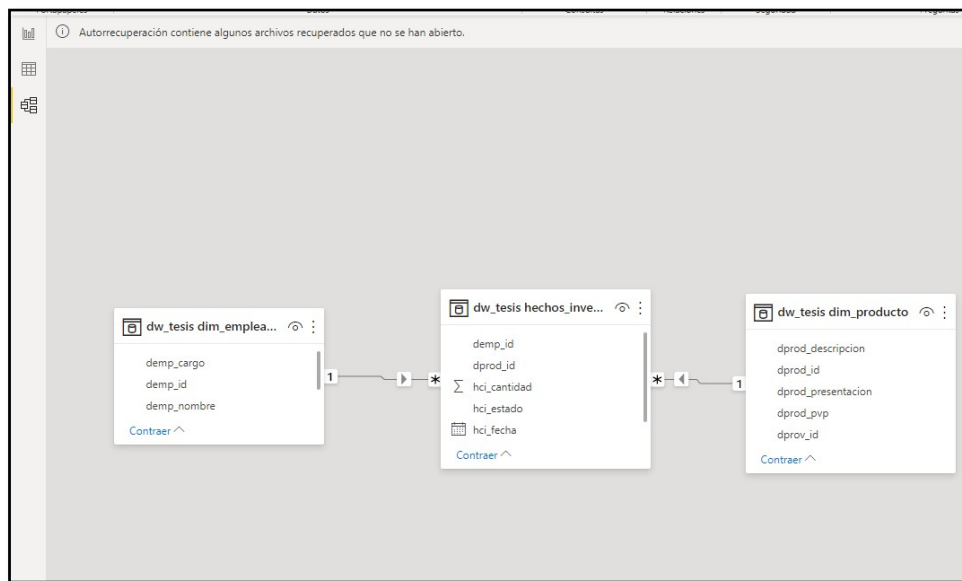 Autorrecuperación contiene algunos archivos recuperados que no se han abierto.
dw_tesis dim_emplea...
demp_cargo
demp_id
demp_nombre
Contraer
1
*
dw_tesis hechos_inve...
demp_id
dprod_id
hci_cantidad
hci_estado
hci_fecha
Contraer
*
1
dw_tesis dim_producto
dprod_descripcion
dprod_id
dprod_presentacion
dprod_pvp
dprov_id
Contraer